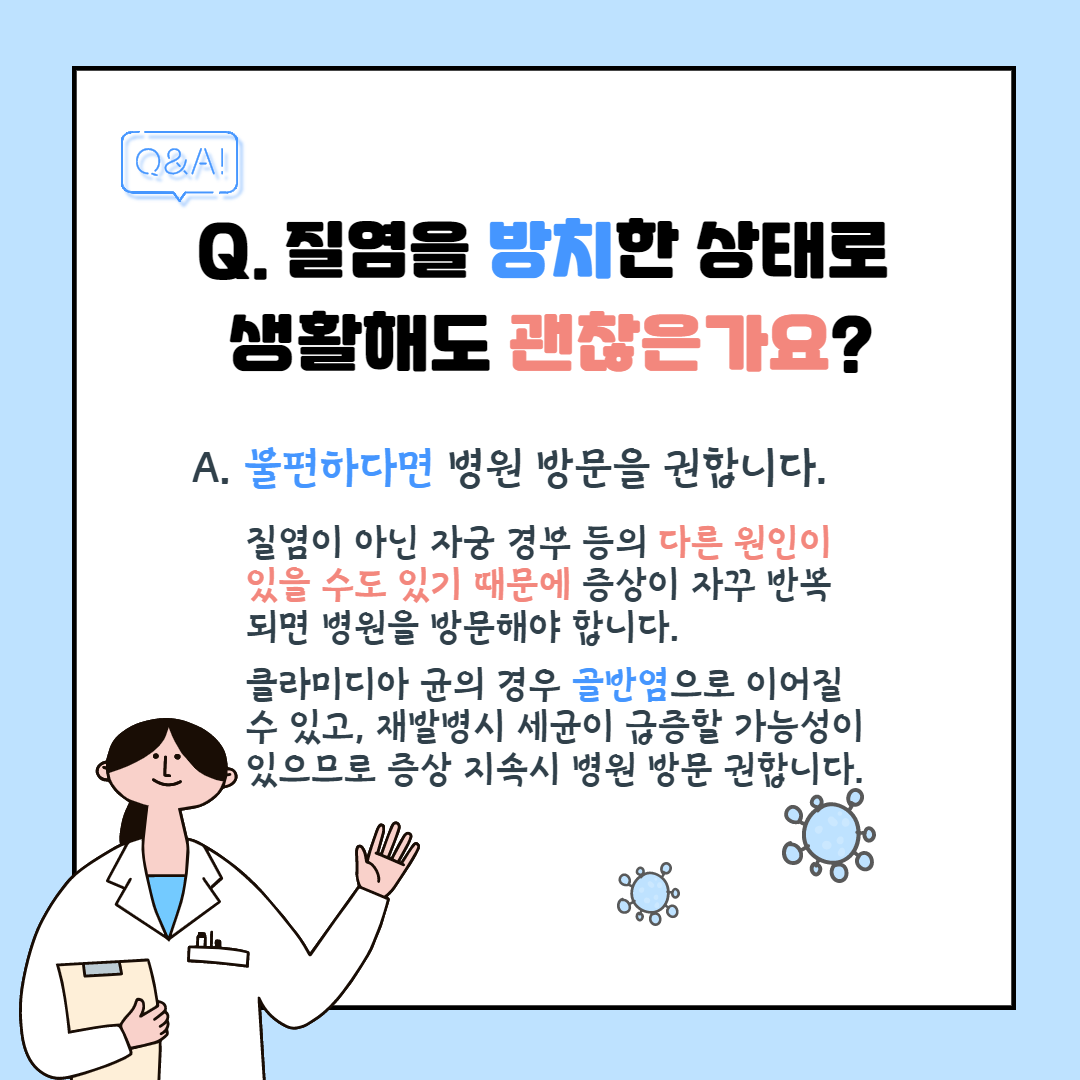 Q&A!
Q. 질염을 방치한 상태로
생활해도 괜찮은가요?
A. 불편하다면 병원 방문을 권합니다.
질염이 아닌 자궁 경부 등의 다른 원인이
있을 수도 있기 때문에 증상이 자꾸 반복
되면 병원을 방문해야 합니다.
클라미디아 균의 경우 골반염으로 이어질
수 있고, 재발병시 세균이 급증할 가능성이
있으므로 증상 지속시 병원 방문 권합니다.